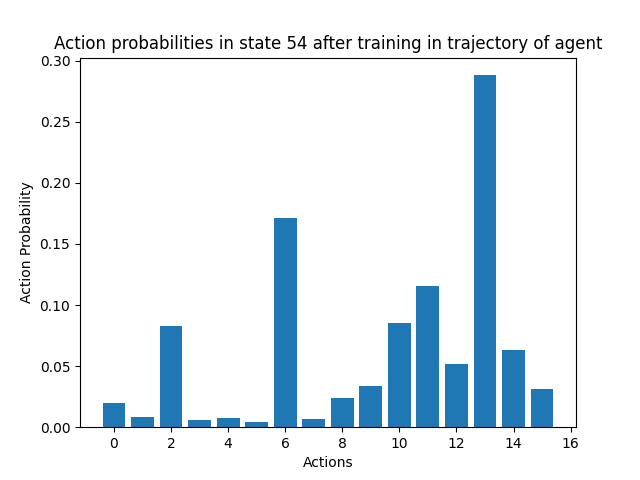 Action probabilities in state 54 after training in trajectory of agent
0.30
0.25
0.20
0.15
0.10
0.05
0.00
Action Probability
0 2 4 6 8 10 12 14 16
Actions